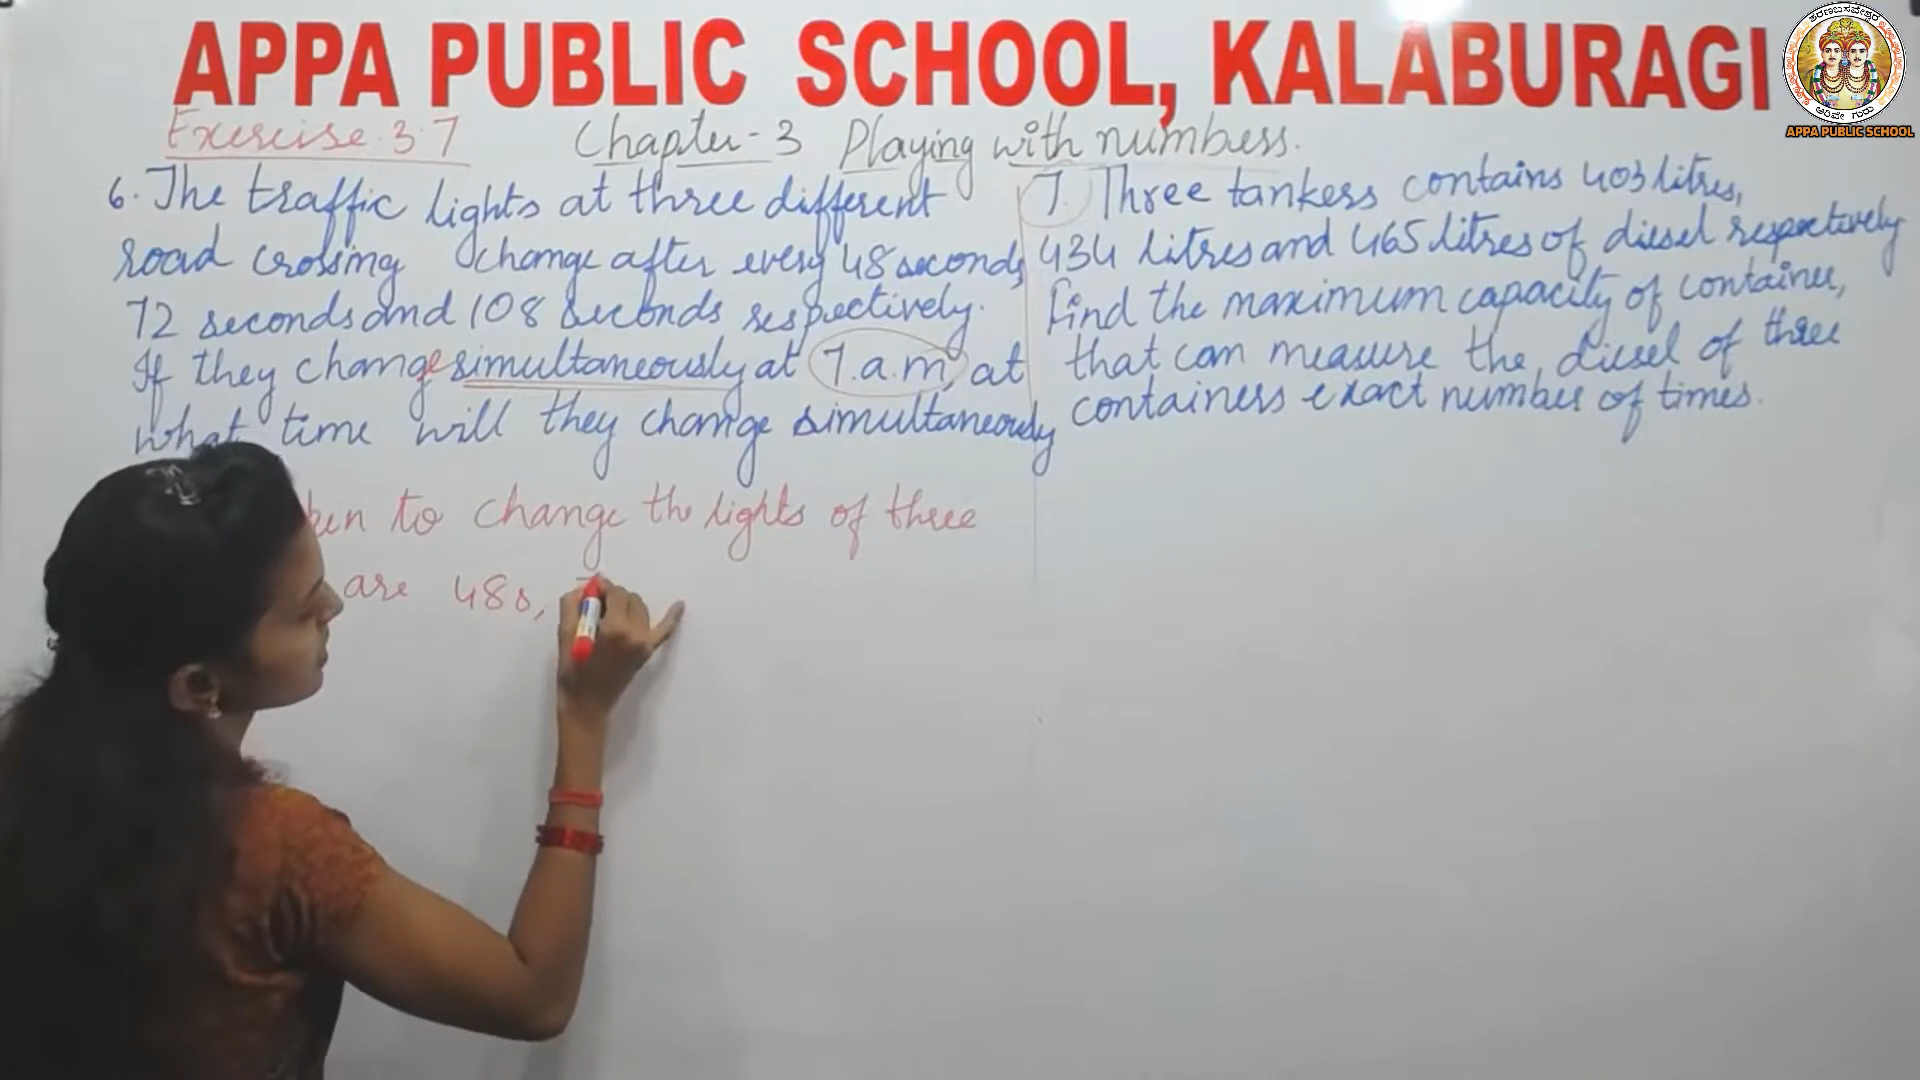 APPA PUBLIC SCHOOL, KALABURAGI
APPA PUBLIC SCHOOL
Exercise 3.7
Chapter-3 Playing with numbers.
6. The traffic lights at three different
road crossing change after every 48 seconds,
72 seconds and 108 seconds respectively.
If they change simultaneously at 7.a.m, at
what time will they change simultaneously
to change the lights of three
are 48s, 7
7. Three tankers contains 403 litres,
434 litres and 465 litres of diesel respectively
Find the maximum capacity of container,
that can measure the diesel of three
containers exact number of times.